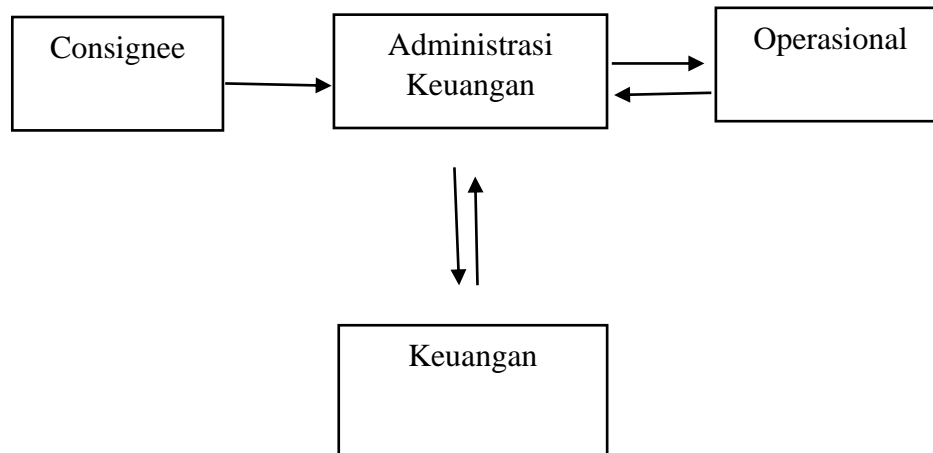 Consignee
Administrasi
Keuangan
Operasional
Keuangan